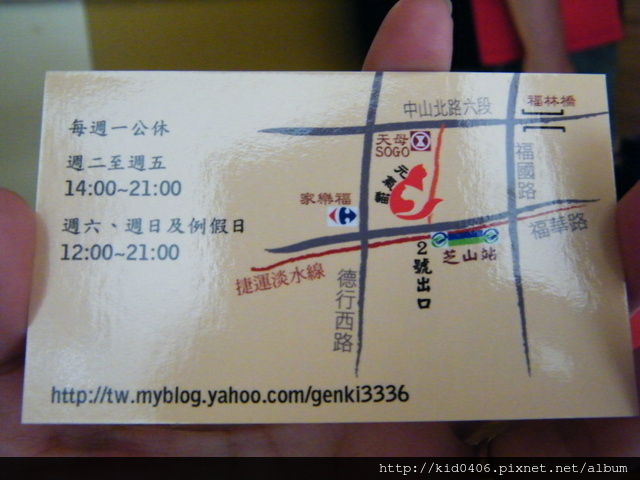 每週一公休
週二至週五
14:00~21:00
週六、週日及例假日
12:00~21:00
中山北路六段
福林橋
天母
SOGO
福國路
元氣貓
家樂福
福華路
芝山站
2號出口
捷運淡水線
德行西路
http://tw.myblog.yahoo.com/genki3336
http://kid0406.pixnet.net/album